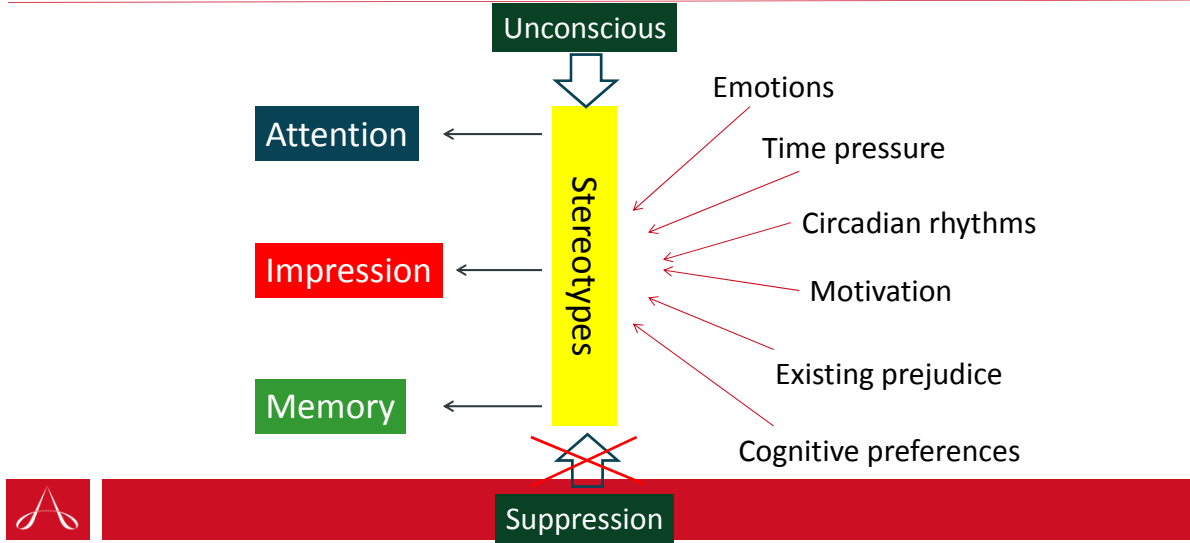 Unconscious
Emotions
Attention
Time pressure
Stereotypes
Circadian rhythms
Impression
Motivation
Existing prejudice
Memory
Cognitive preferences
Suppression